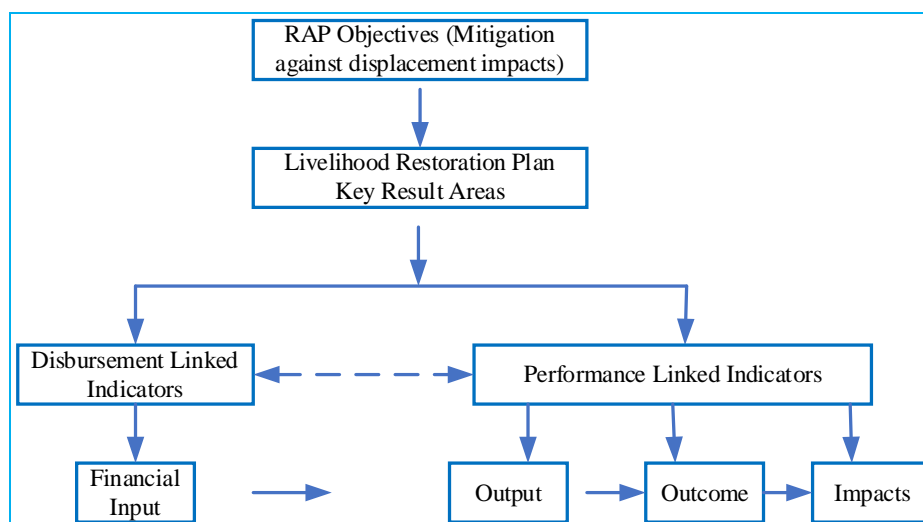 RAP Objectives (Mitigation
against displacement impacts)
Livelihood Restoration Plan
Key Result Areas
Disbursement Linked
Indicators
Performance Linked Indicators
Financial
Input
Output
Outcome
Impacts